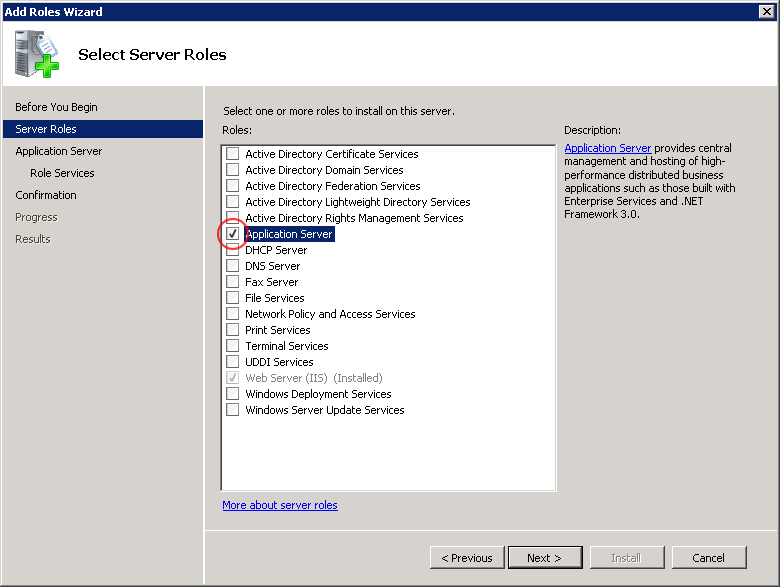 Add Roles Wizard
Select Server Roles
Before You Begin
Server Roles
Application Server
Role Services
Confirmation
Progress
Results
Select one or more roles to install on this server.
Roles:
Active Directory Certificate Services
Active Directory Domain Services
Active Directory Federation Services
Active Directory Lightweight Directory Services
Active Directory Rights Management Services
Application Server
DHCP Server
DNS Server
Fax Server
File Services
Network Policy and Access Services
Print Services
Terminal Services
UDDI Services
Web Server (IIS) (Installed)
Windows Deployment Services
Windows Server Update Services
More about server roles
Description:
Application Server provides central
management and hosting of high-
performance distributed business
applications such as those built with
Enterprise Services and .NET
Framework 3.0.
< Previous
Next >
Install
Cancel